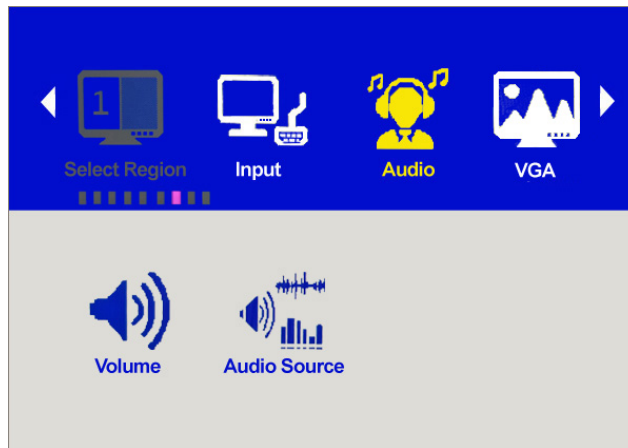 1
Select Region
Input
Audio
VGA
Volume
Audio Source